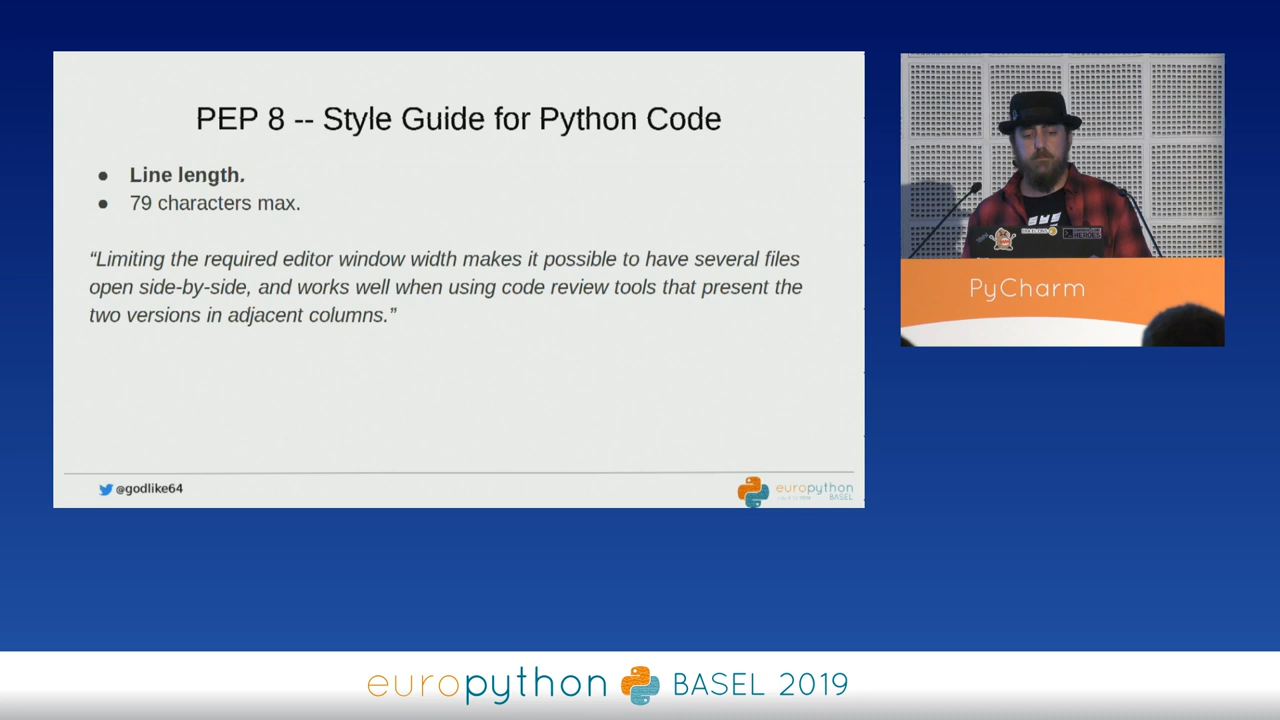 PEP 8 -- Style Guide for Python Code
Line length.
79 characters max.
“Limiting the required editor window width makes it possible to have several files
open side-by-side, and works well when using code review tools that present the
two versions in adjacent columns.”
@godlike64
europython
BASEL
PyCharm
HEROES
europython BASEL 2019